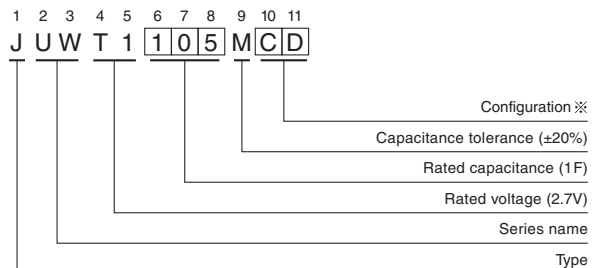 1 2 3 4 5 6 7 8 9 10 11
J U W T 1 1 0 5 M C D
Configuration ※
Capacitance tolerance (±20%)
Rated capacitance (1F)
Rated voltage (2.7V)
Series name
Type